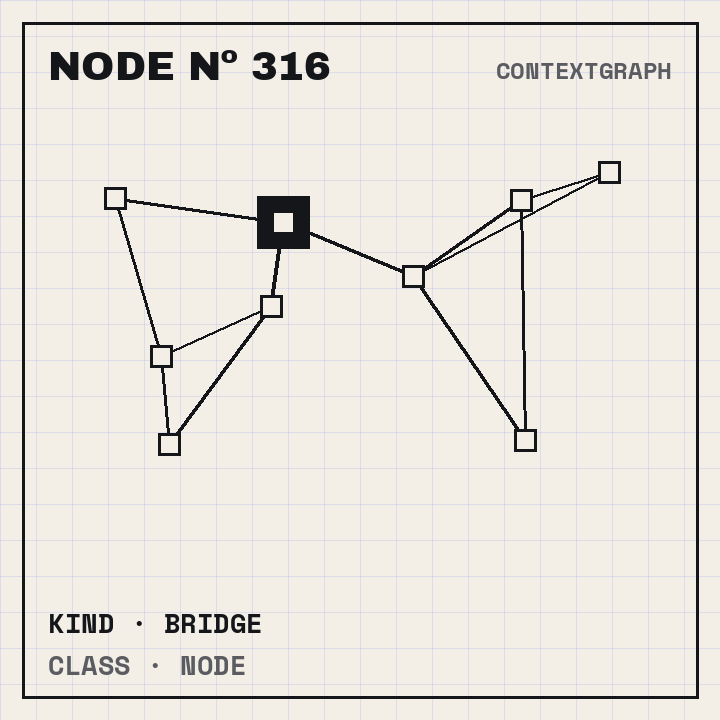 NODE Nº 316
CONTEXTGRAPH
KIND · BRIDGE
CLASS · NODE